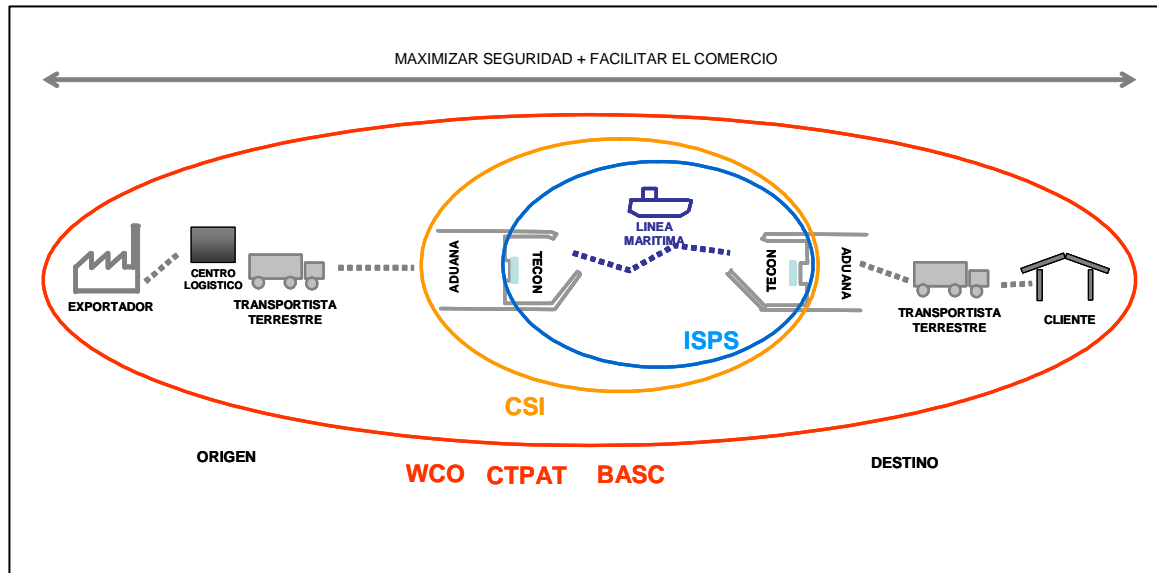 MAXIMIZAR SEGURIDAD + FACILITAR EL COMERCIO
LINEA
MARITIMA
ADUANA
TECON
TECON
ADUANA
CENTRO
LOGISTICO
EXPORTADOR
TRANSPORTISTA
TERRESTRE
TRANSPORTISTA
TERRESTRE
CLIENTE
ISPS
CSI
ORIGEN
DESTINO
WCO CTPAT BASC